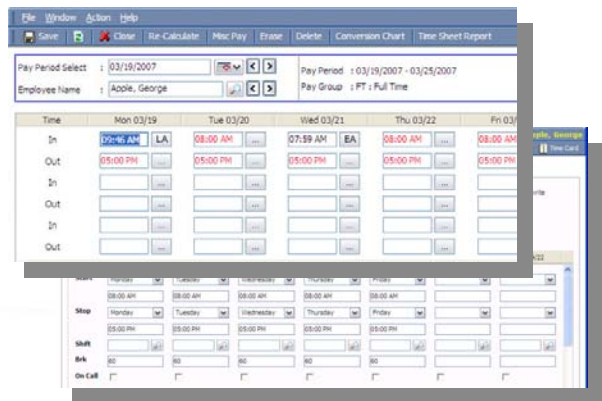 File Window Action Help
Save Close Re-Calculate Misc Pay Erase Delete Conversion Chart Time Sheet Report
Pay Period Select : 03/19/2007 Pay Period : 03/19/2007 - 03/25/2007
Employee Name : Apple, George Pay Group : FT : Full Time
Time Mon 03/19 Tue 03/20 Wed 03/21 Thu 03/22 Fri 03/
In 09:46 AM LA 08:00 AM ... 07:59 AM EA 08:00 AM ... 08:00 AM
Out 05:00 PM ... 05:00 PM ... 05:00 PM ... 05:00 PM ... 05:00 PM
In ... ... ... ...
Out ... ... ... ...
In ... ... ... ...
Out ... ... ... ...
George
Time Card
/22
Start Monday Tuesday Wednesday Thursday Friday
08:00 AM 08:00 AM 08:00 AM 08:00 AM 08:00 AM
Stop Monday Tuesday Wednesday Thursday Friday
05:00 PM 05:00 PM 05:00 PM 05:00 PM 05:00 PM
Shift
Brk 60 60 60 60 60
On Call